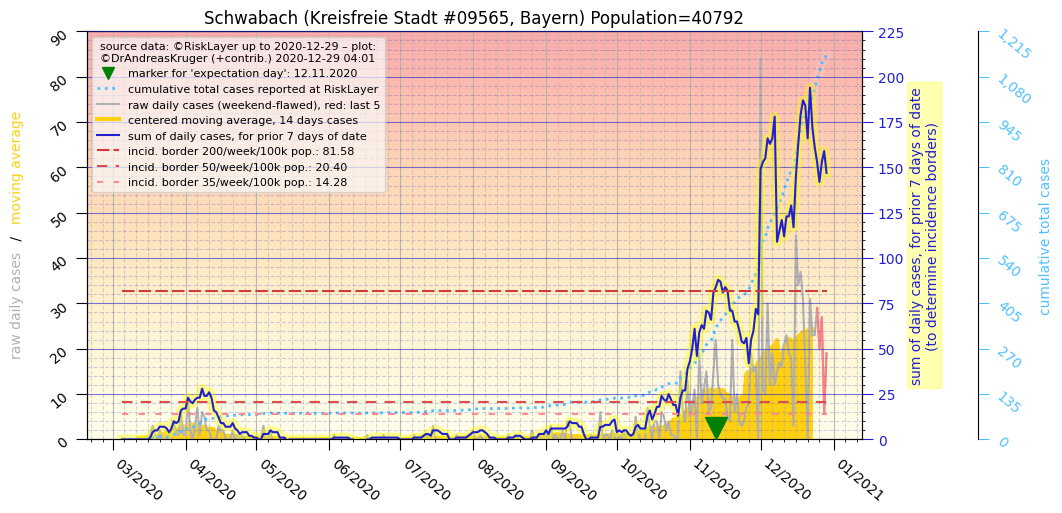 Schwabach (Kreisfreie Stadt #09565, Bayern) Population=40792
source data: ©RiskLayer up to 2020-12-29 – plot:
©DrAndreasKruger (+contrib.) 2020-12-29 04:01
marker for 'expectation day': 12.11.2020
cumulative total cases reported at RiskLayer
raw daily cases (weekend-flawed), red: last 5
centered moving average, 14 days cases
sum of daily cases, for prior 7 days of date
incid. border 200/week/100k pop.: 81.58
incid. border 50/week/100k pop.: 20.40
incid. border 35/week/100k pop.: 14.28
raw daily cases / moving average
90
80
70
60
50
40
30
20
10
0
03/2020
04/2020
05/2020
06/2020
07/2020
08/2020
09/2020
10/2020
11/2020
12/2020
01/2021
225
200
175
150
125
100
75
50
25
0
sum of daily cases, for prior 7 days of date
(to determine incidence borders)
1,215
1,080
945
810
675
540
405
270
135
0
cumulative total cases